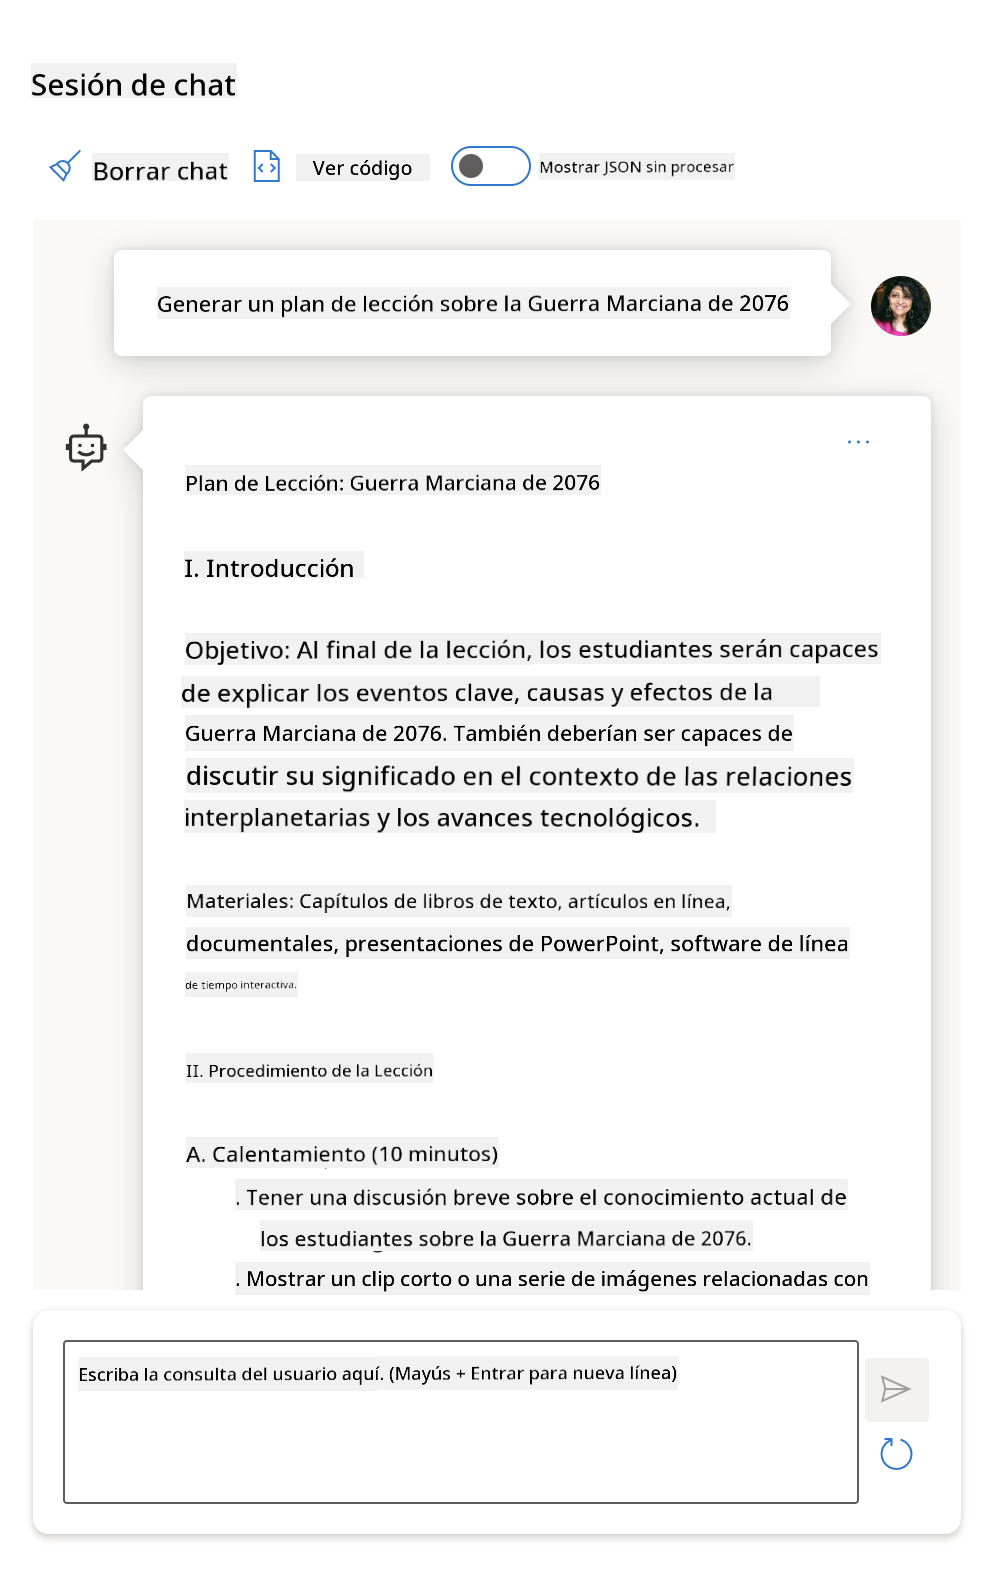 Sesión de chat
Borrar chat
Ver código
Mostrar JSON sin procesar
Generar un plan de lección sobre la Guerra Marciana de 2076
Plan de Lección: Guerra Marciana de 2076
I. Introducción
Objetivo: Al final de la lección, los estudiantes serán capaces
de explicar los eventos clave, causas y efectos de la
Guerra Marciana de 2076. También deberían ser capaces de
discutir su significado en el contexto de las relaciones
interplanetarias y los avances tecnológicos.
Materiales: Capítulos de libros de texto, artículos en línea,
documentales, presentaciones de PowerPoint, software de línea
de tiempo interactiva.
II. Procedimiento de la Lección
A. Calentamiento (10 minutos)
. Tener una discusión breve sobre el conocimiento actual de
los estudiantes sobre la Guerra Marciana de 2076.
. Mostrar un clip corto o una serie de imágenes relacionadas con
Escriba la consulta del usuario aquí. (Mayús + Entrar para nueva línea)